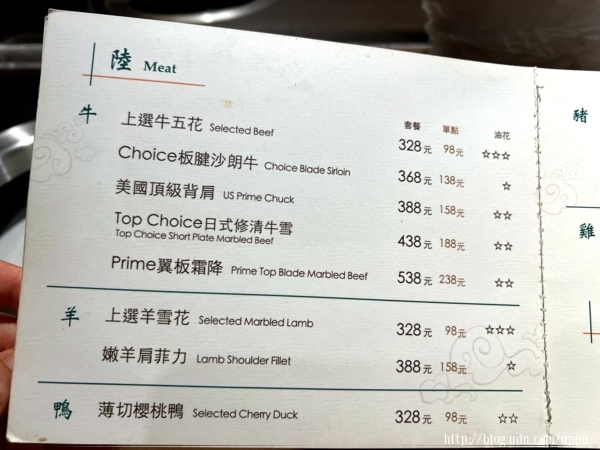 陸 Meat
套餐 單點 油花
牛 上選牛五花 Selected Beef 328元 98元 ☆☆☆
Choice板腱沙朗牛 Choice Blade Sirloin 368元 138元 ☆
美國頂級背肩 US Prime Chuck 388元 158元 ☆☆
Top Choice日式修清牛雪 438元 188元 ☆☆
Top Choice Short Plate Marbled Beef
Prime翼板霜降 Prime Top Blade Marbled Beef 538元 238元 ☆☆
羊 上選羊雪花 Selected Marbled Lamb 328元 98元 ☆☆☆
嫩羊肩菲力 Lamb Shoulder Fillet 388元 158元 ☆
鴨 薄切櫻桃鴨 Selected Cherry Duck 328元 98元 ☆☆
豬
雞